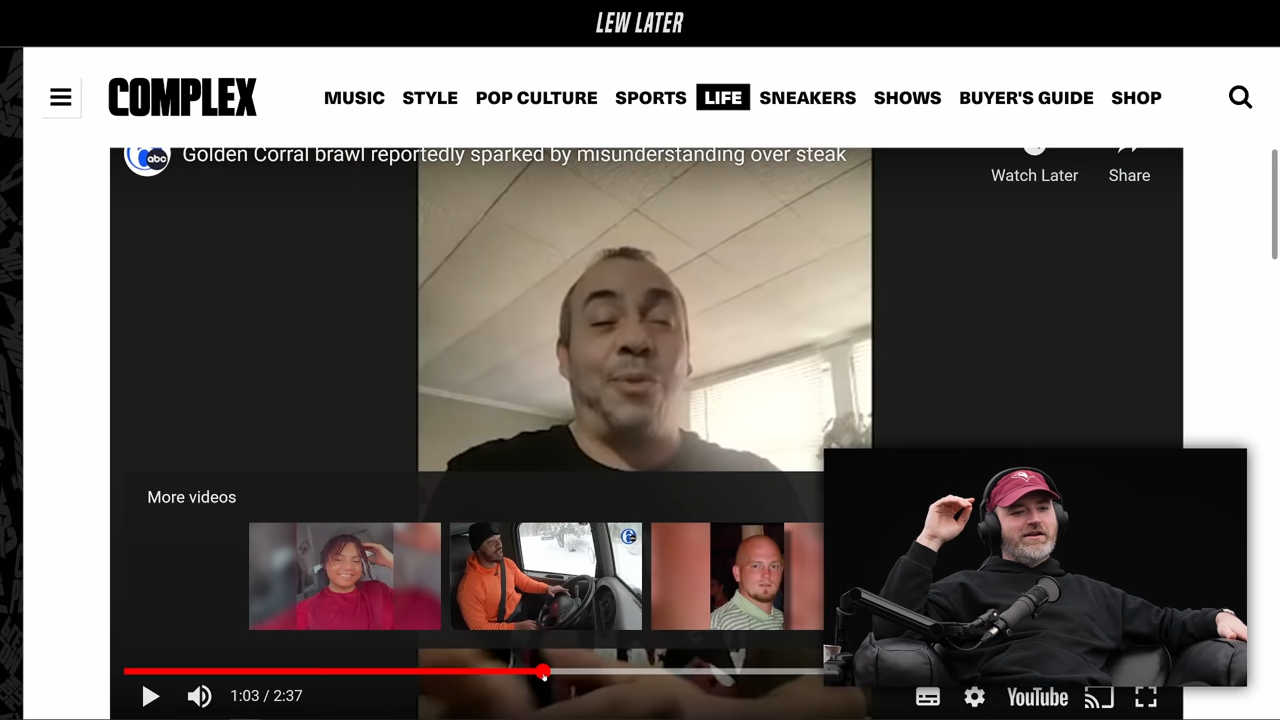 LEW LATER
COMPLEX
MUSIC STYLE POP CULTURE SPORTS LIFE SNEAKERS SHOWS BUYER'S GUIDE SHOP
abc Golden Corral brawl reportedly sparked by misunderstanding over steak
Watch Later Share
More videos
1:03 / 2:37
YouTube